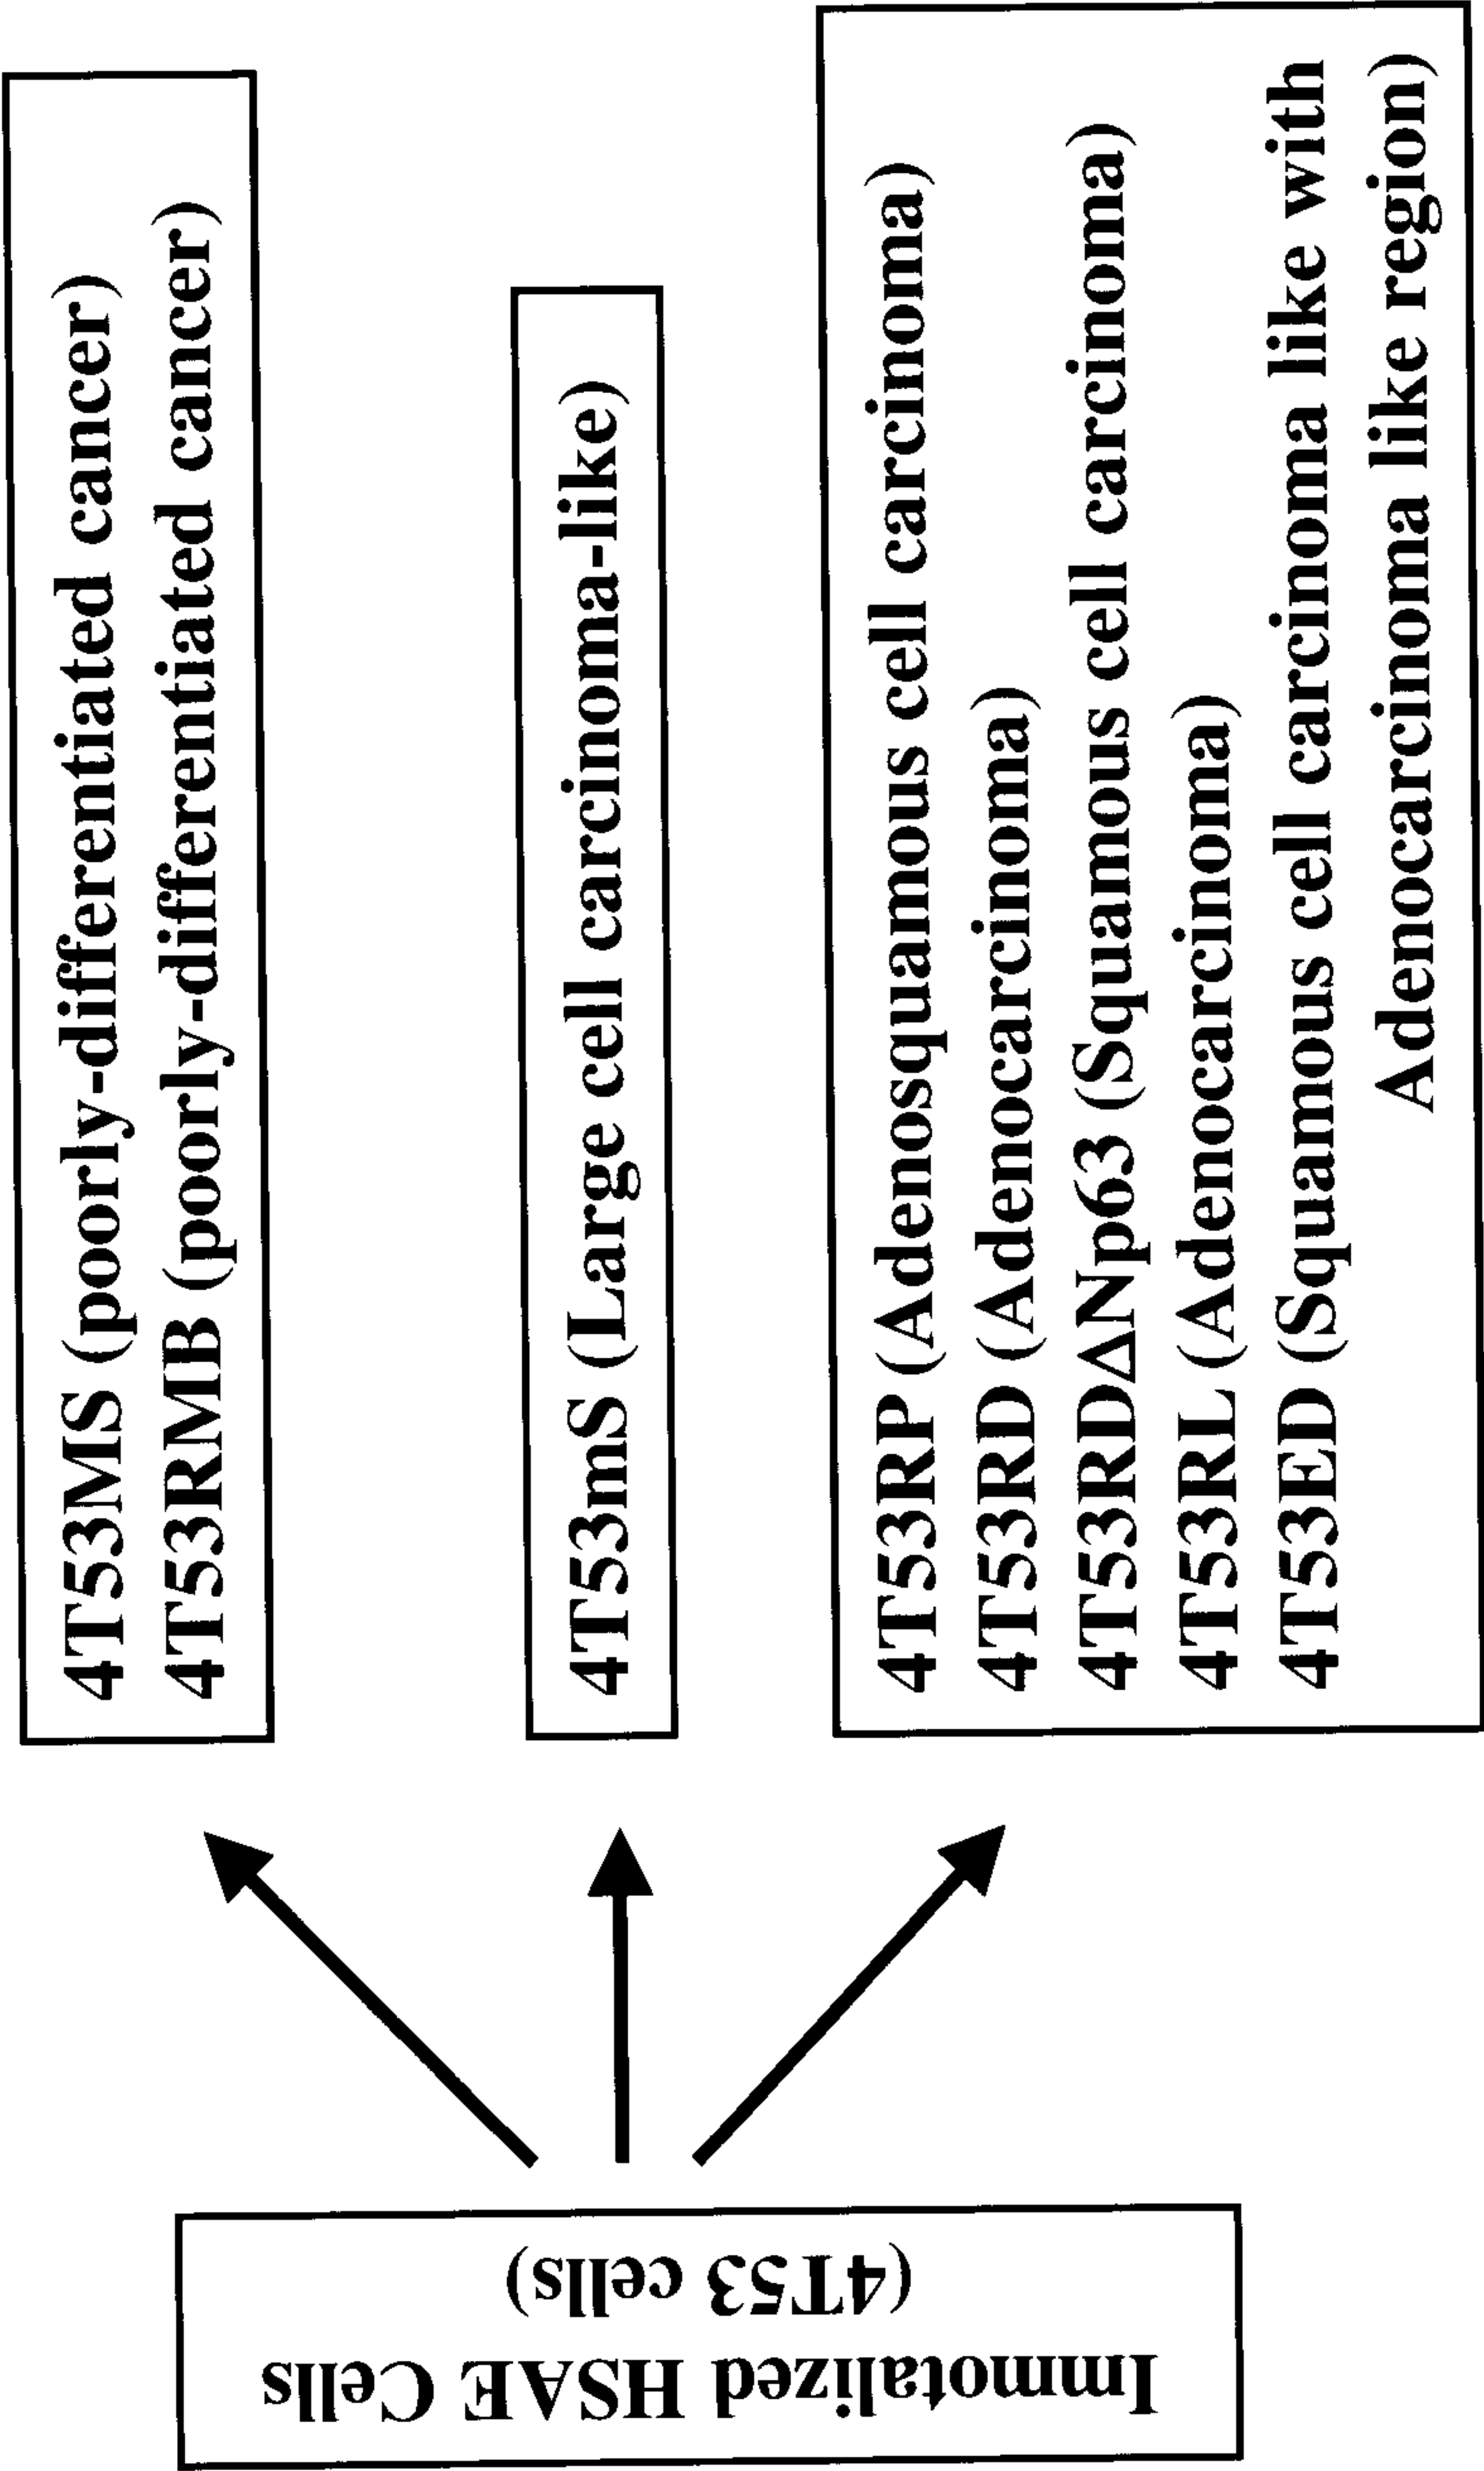 Immotalized HSAE Cells
(4T53 cells)
4T53MS (poorly-differentiated cancer)
4T53RMB (poorly-differentiated cancer)
4T53mS (Large cell carcinoma-like)
4T53RP (Adenosquamous cell carcinoma)
4T53RD (Adenocarcinoma)
4T53RDΔNp63 (Squamous cell carcinoma)
4T53RL (Adenocarcinoma)
4T53ED (Squamous cell carcinoma like with
Adenocarcinoma like region)